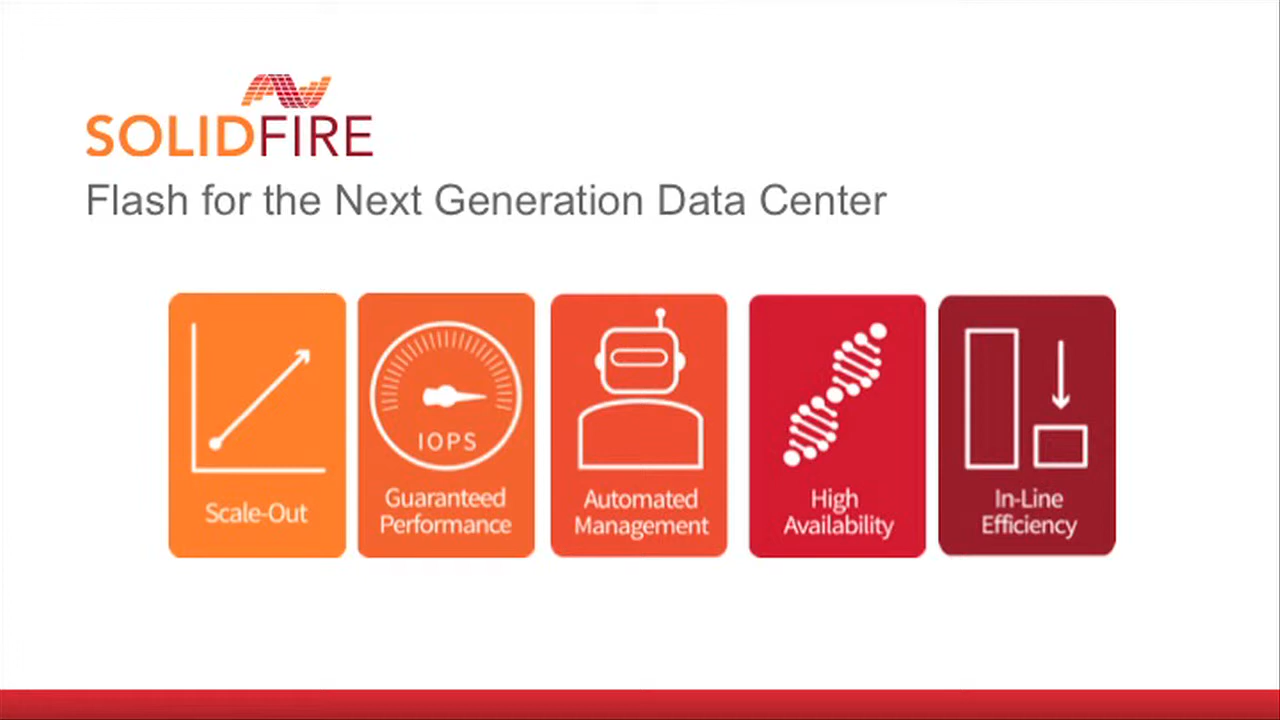 SOLIDFIRE
Flash for the Next Generation Data Center
IOPS
Scale-Out
Guaranteed
Performance
Automated
Management
High
Availability
In-Line
Efficiency